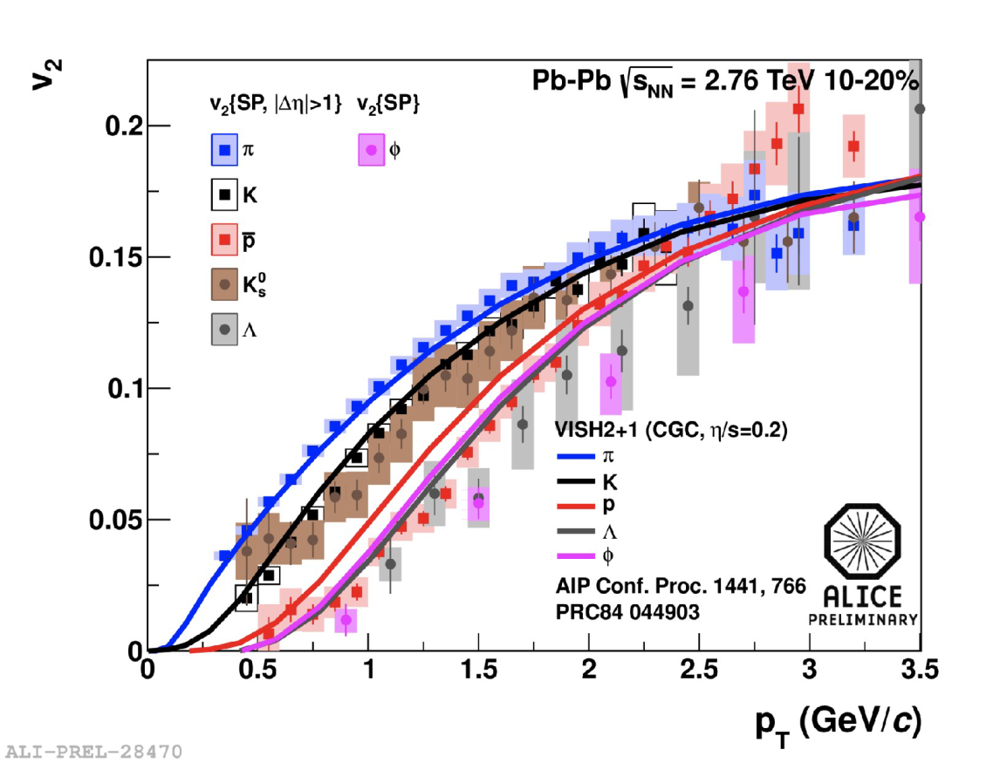 v₂
Pb-Pb √sNN = 2.76 TeV 10-20%
v₂{SP, |Δη|>1} v₂{SP}
π
ϕ
K
p̅
K⁰ₛ
Λ
0.2
0.15
0.1
0.05
0
VISH2+1 (CGC, η/s=0.2)
π
K
p
Λ
ϕ
AIP Conf. Proc. 1441, 766
PRC84 044903
ALICE
PRELIMINARY
0 0.5 1 1.5 2 2.5 3 3.5
p_T (GeV/c)
ALI-PREL-28470